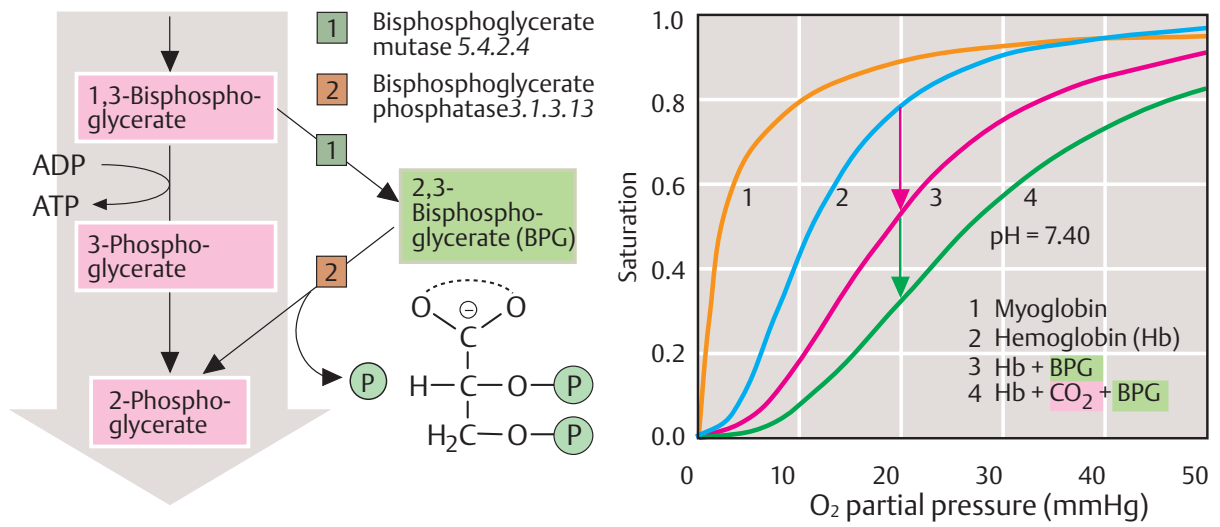 1 Bisphosphoglycerate
mutase 5.4.2.4
2 Bisphosphoglycerate
phosphatase3.1.3.13
1,3-Bisphospho-
glycerate
1
ADP
ATP
2,3-
Bisphospho-
glycerate (BPG)
3-Phospho-
glycerate
2
P
2-Phospho-
glycerate
O O
⊖
C
H—C—O—P
H₂C—O—P
Saturation
1.0
0.8
0.6
0.4
0.2
0.0
1 2 3 4
pH = 7.40
1 Myoglobin
2 Hemoglobin (Hb)
3 Hb + BPG
4 Hb + CO₂ + BPG
0 10 20 30 40 50
O₂ partial pressure (mmHg)